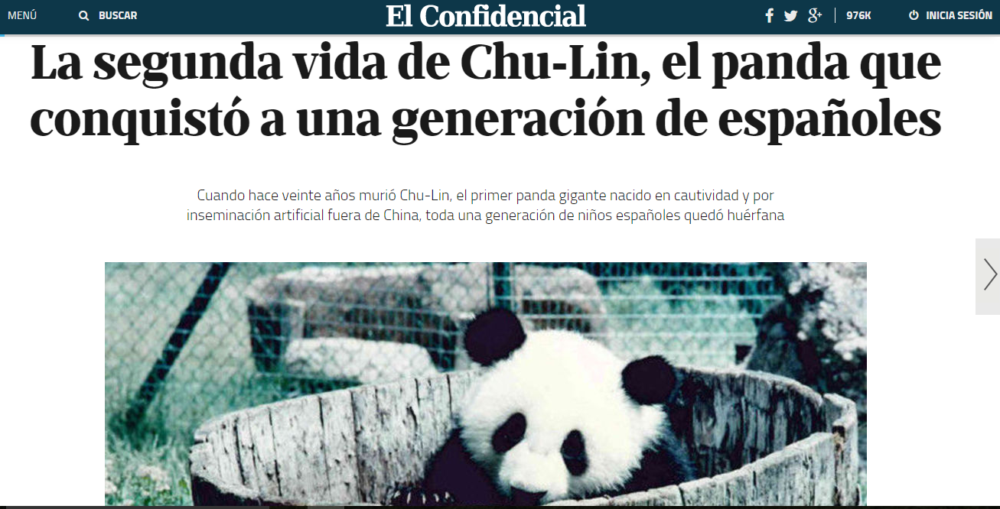 MENÚ BUSCAR El Confidencial 976K INICIA SESIÓN
La segunda vida de Chu-Lin, el panda que
conquistó a una generación de españoles
Cuando hace veinte años murió Chu-Lin, el primer panda gigante nacido en cautividad y por
inseminación artificial fuera de China, toda una generación de niños españoles quedó huérfana